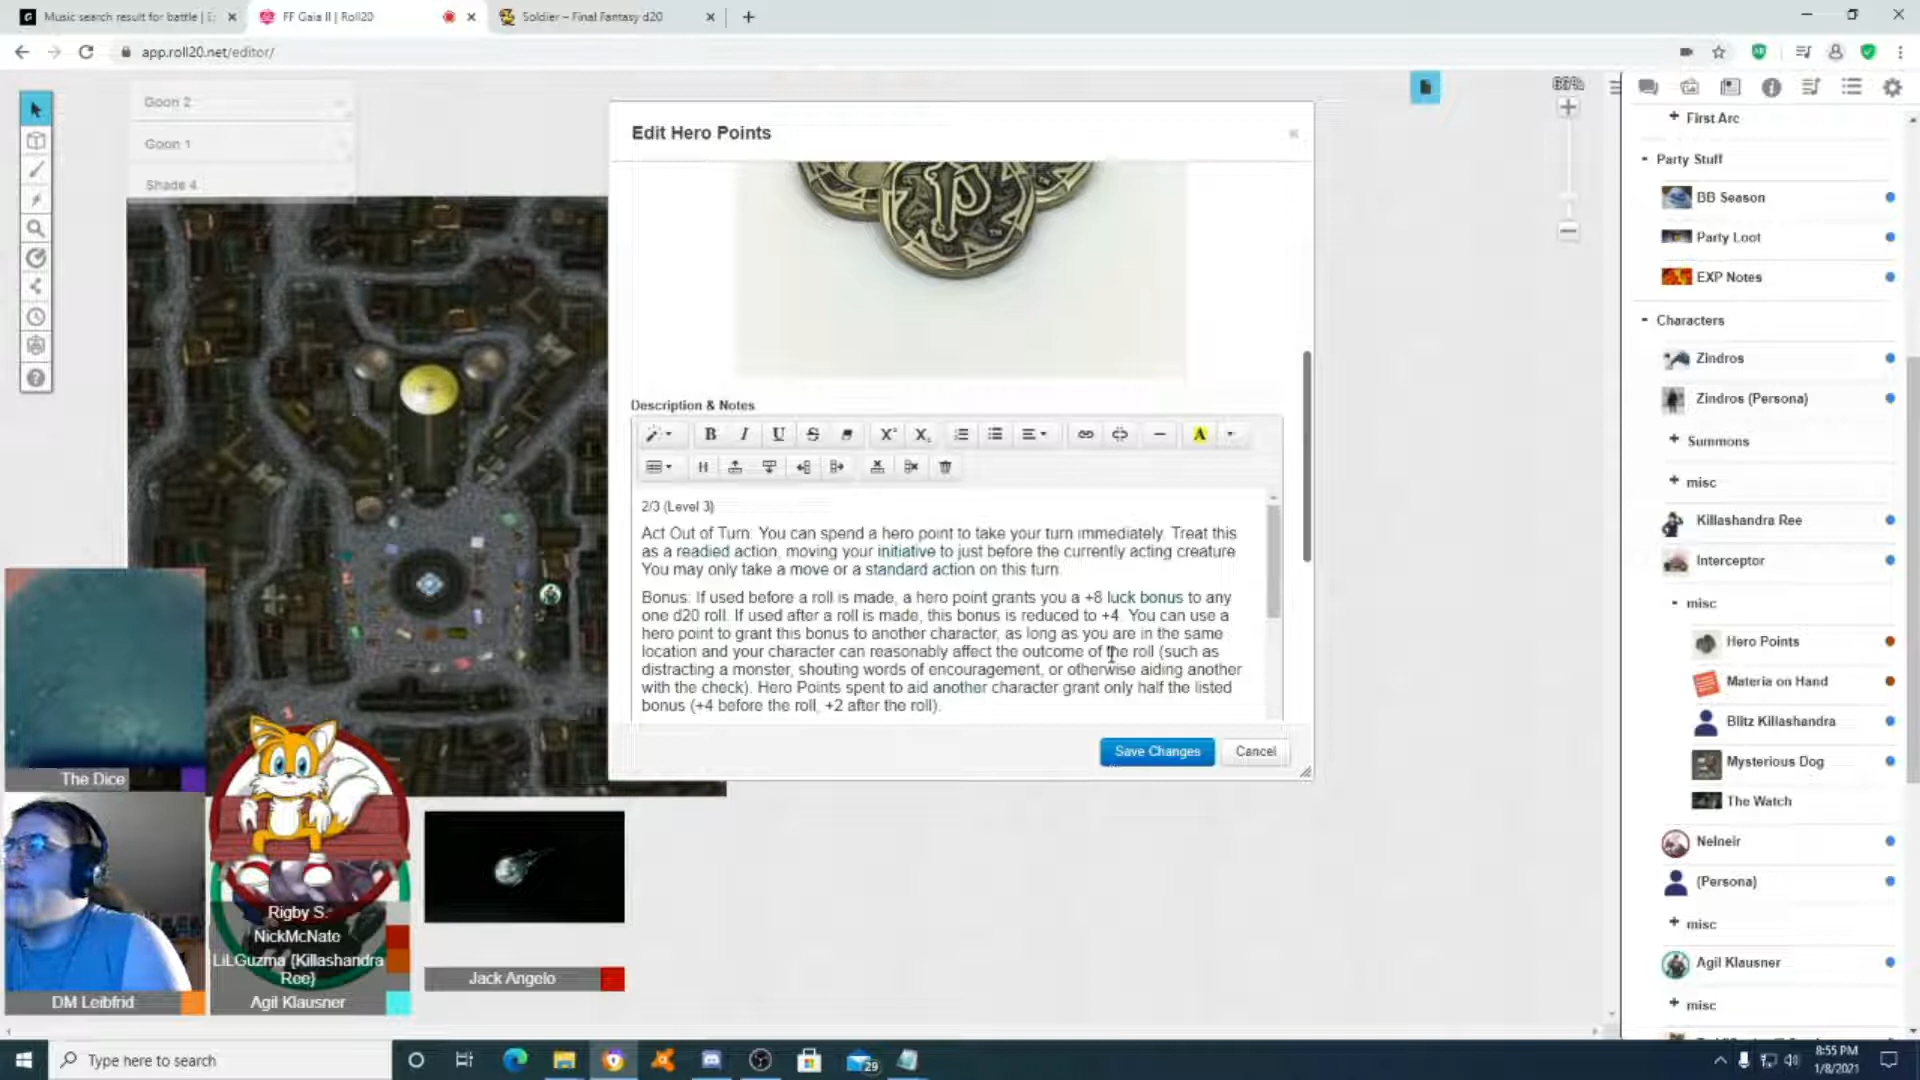 Music search result for battle | E
FF Gaia II | Roll20
Soldier – Final Fantasy d20
app.roll20.net/editor/
Goon 2
Goon 1
Shade 4
Edit Hero Points
Description & Notes
2/3 (Level 3)
Act Out of Turn: You can spend a hero point to take your turn immediately. Treat this
as a readied action, moving your initiative to just before the currently acting creature
You may only take a move or a standard action on this turn.
Bonus: If used before a roll is made, a hero point grants you a +8 luck bonus to any
one d20 roll. If used after a roll is made, this bonus is reduced to +4. You can use a
hero point to grant this bonus to another character, as long as you are in the same
location and your character can reasonably affect the outcome of the roll (such as
distracting a monster, shouting words of encouragement, or otherwise aiding another
with the check). Hero Points spent to aid another character grant only half the listed
bonus (+4 before the roll, +2 after the roll).
Save Changes
Cancel
First Arc
Party Stuff
BB Season
Party Loot
EXP Notes
Characters
Zindros
Zindros (Persona)
Summons
misc
Killashandra Ree
Interceptor
misc
Hero Points
Materia on Hand
Blitz Killashandra
Mysterious Dog
The Watch
Nelneir
(Persona)
misc
Agil Klausner
misc
The Dice
DM Leibfrid
1
Rigby S.
NickMcNate
LiLGuzma (Killashandra
Ree)
Agil Klausner
Jack Angelo
Type here to search
29
8:55 PM
1/8/2021